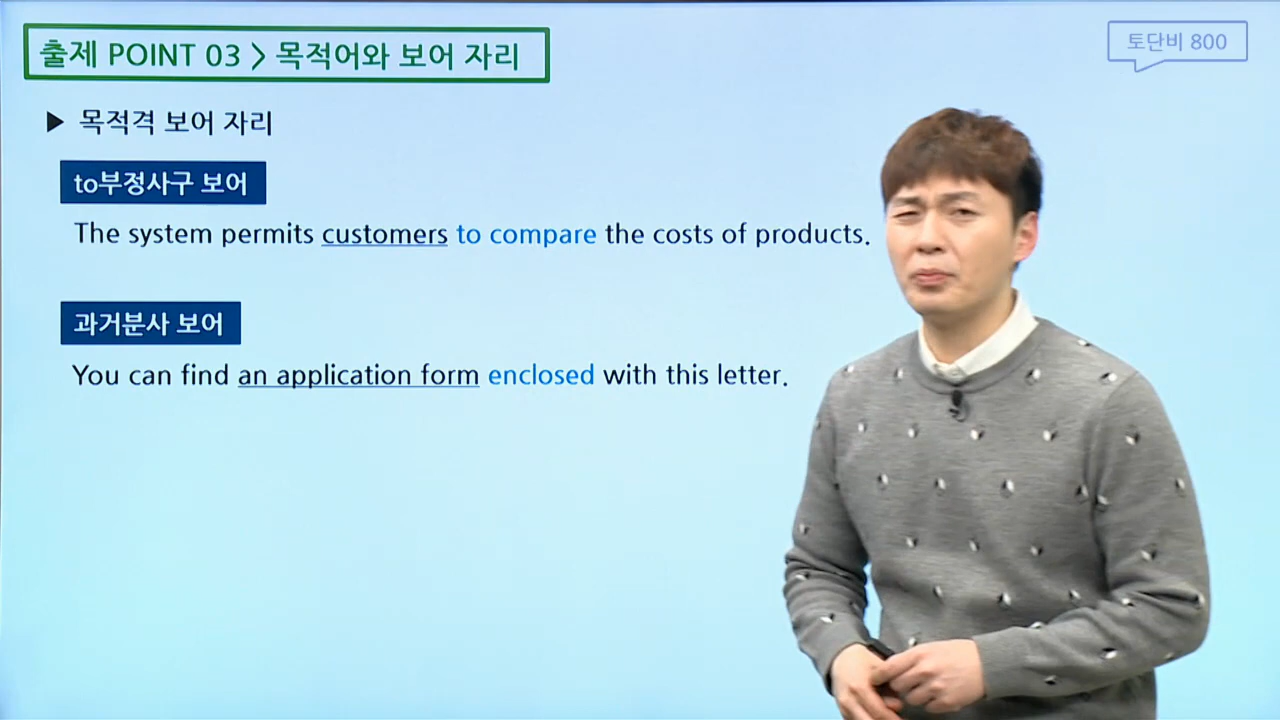 출제 POINT 03 > 목적어와 보어 자리
토단비 800
▶ 목적격 보어 자리
to부정사구 보어
The system permits customers to compare the costs of products.
과거분사 보어
You can find an application form enclosed with this letter.